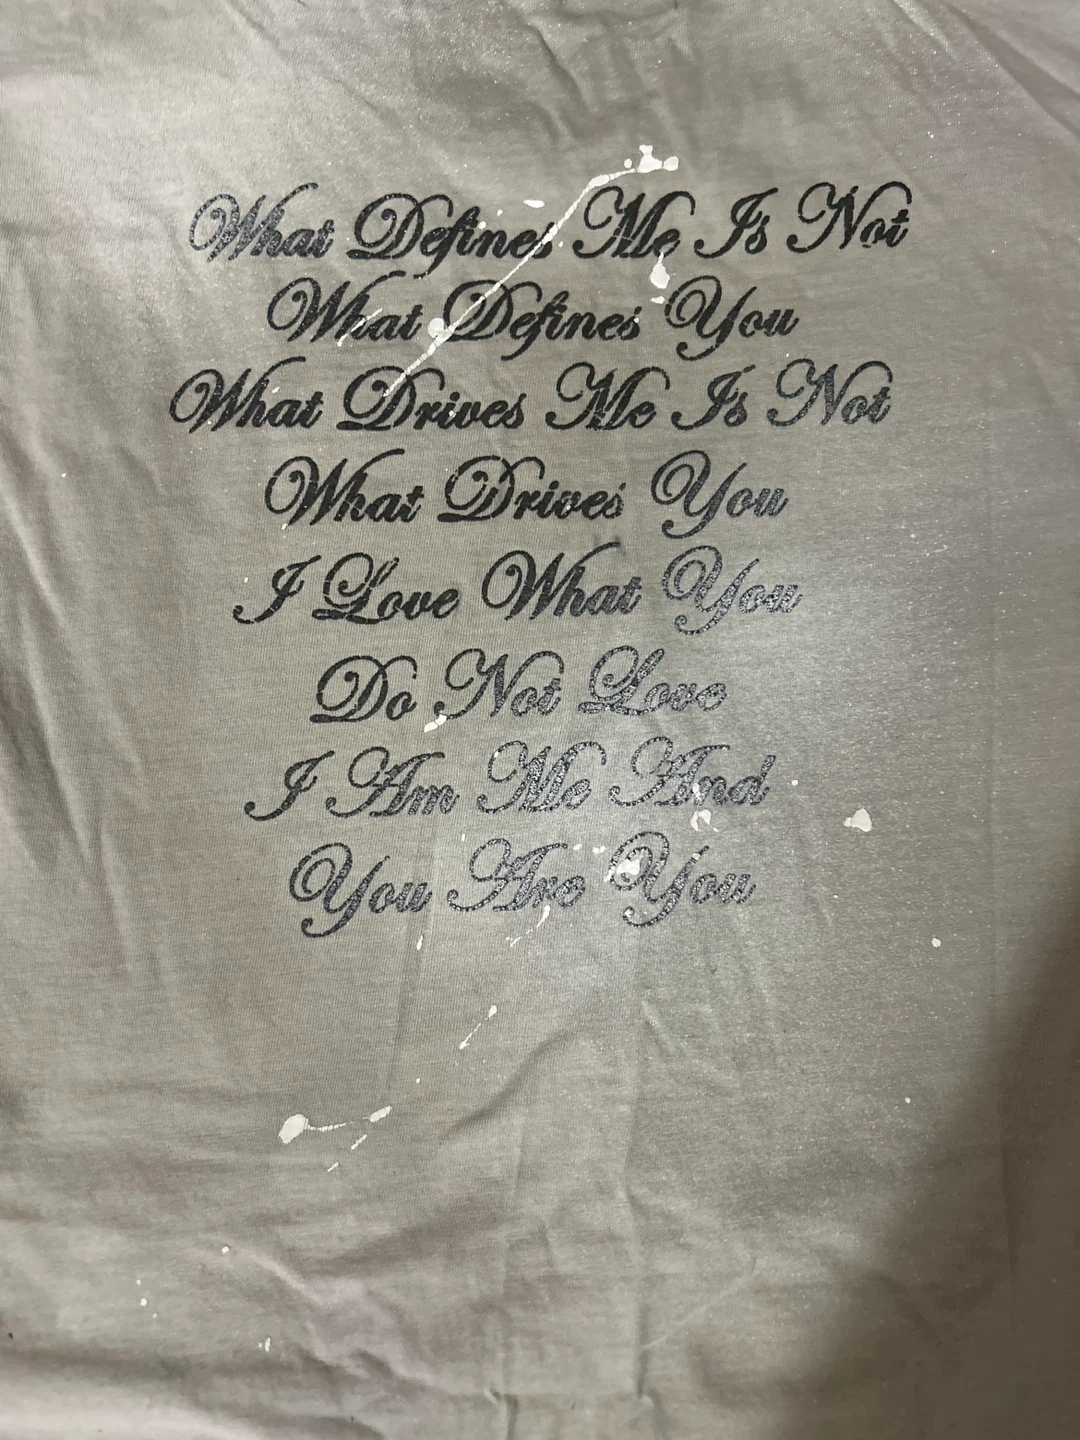 What Defines Me Is Not
What Defines You
What Drives Me Is Not
What Drives You
I Love What You
Do Not Love
I Am Me And
You Are You